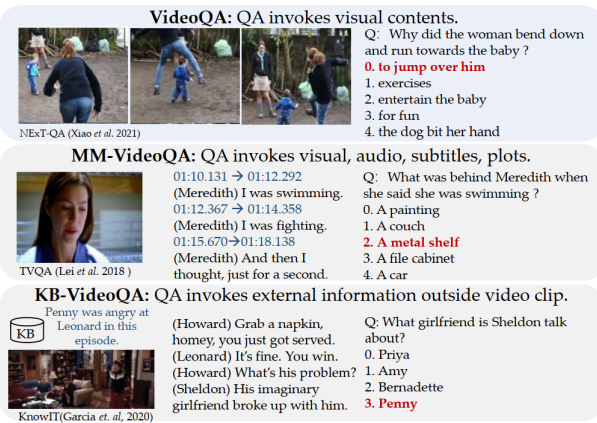 VideoQA: QA invokes visual contents.
NExT-QA (Xiao et al. 2021)
Q: Why did the woman bend down
and run towards the baby ?
0. to jump over him
1. exercises
2. entertain the baby
3. for fun
4. the dog bit her hand
MM-VideoQA: QA invokes visual, audio, subtitles, plots.
TVQA (Lei et al. 2018 )
01:10.131 → 01:12.292
(Meredith) I was swimming.
01:12.367 → 01:14.358
(Meredith) I was fighting.
01:15.670→01:18.138
(Meredith) And then I
thought, just for a second.
Q: What was behind Meredith when
she said she was swimming ?
0. A painting
1. A couch
2. A metal shelf
3. A file cabinet
4. A car
KB-VideoQA: QA invokes external information outside video clip.
KB
Penny was angry at
Leonard in this
episode.
KnowIT(Garcia et. al, 2020)
(Howard) Grab a napkin,
homey, you just got served.
(Leonard) It's fine. You win.
(Howard) What's his problem?
(Sheldon) His imaginary
girlfriend broke up with him.
Q: What girlfriend is Sheldon talk
about?
0. Priya
1. Amy
2. Bernadette
3. Penny